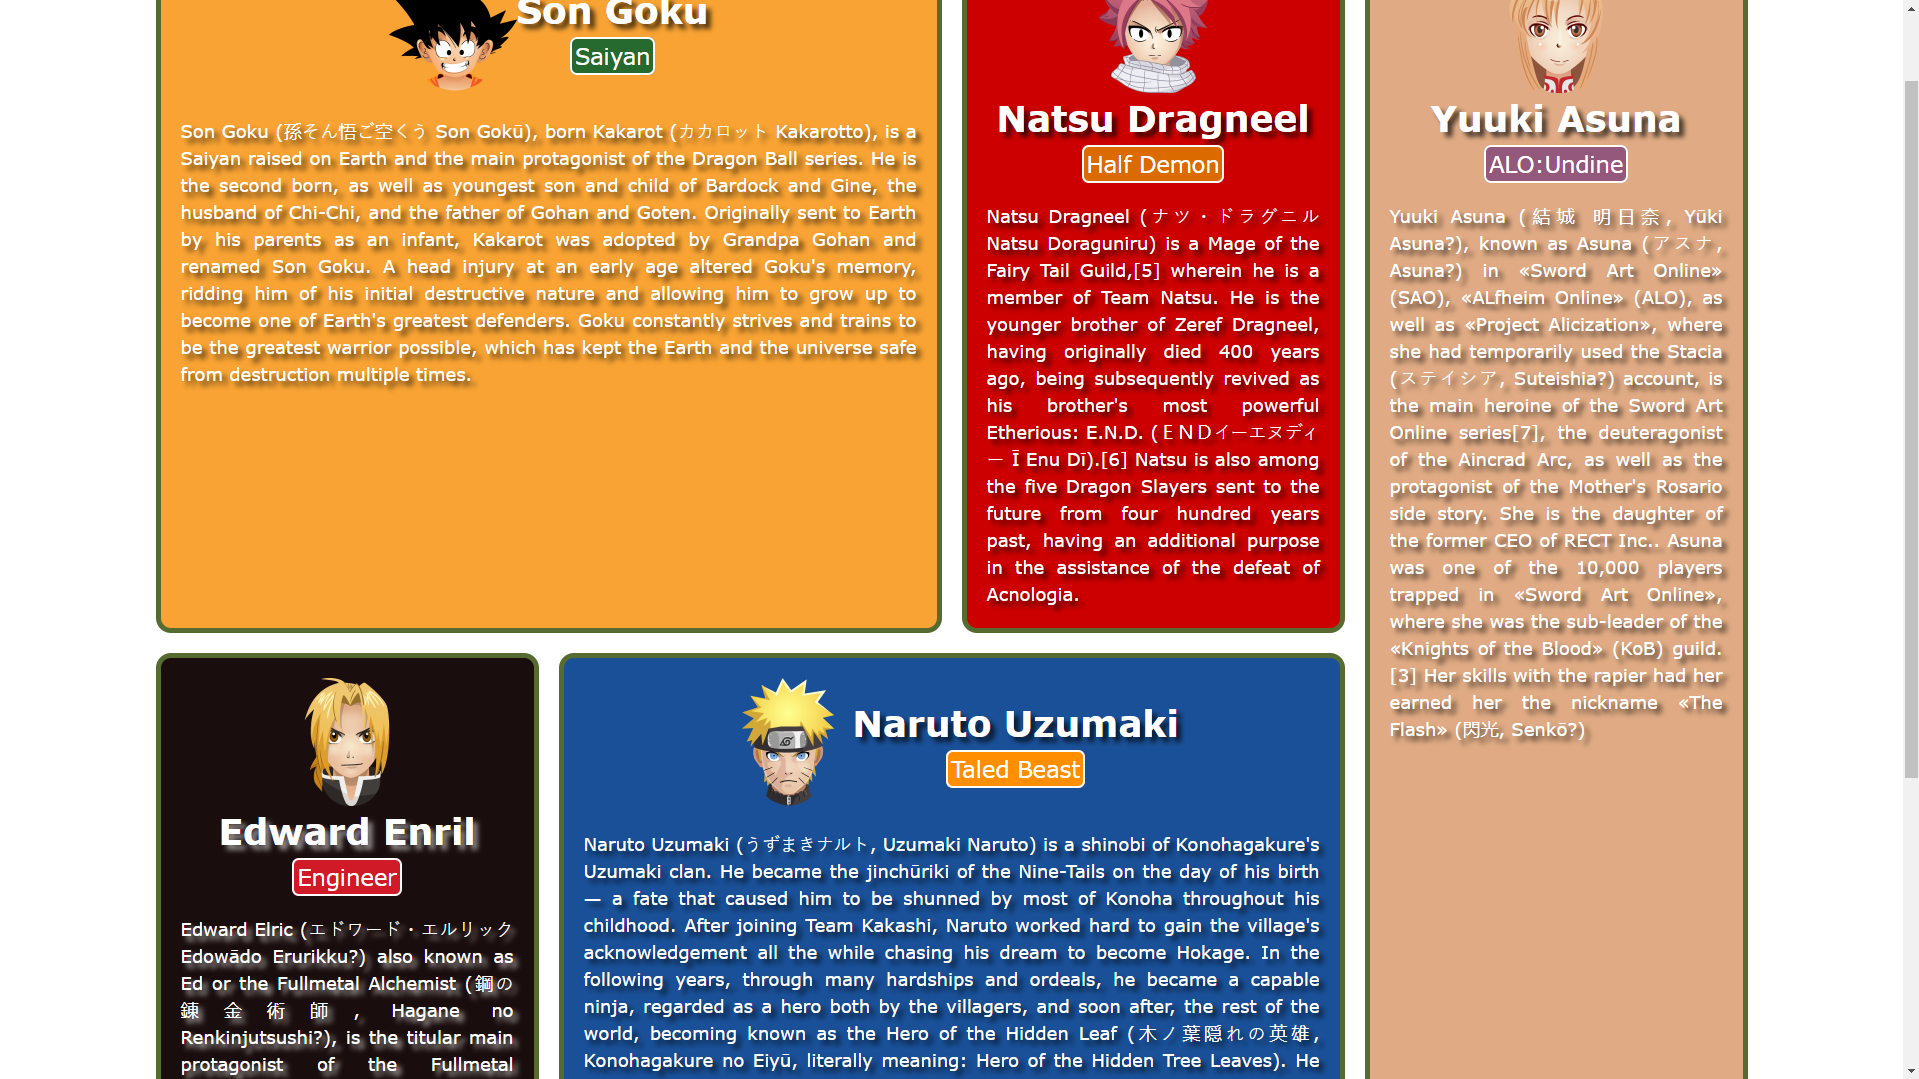 Son Goku
Saiyan
Son Goku (孫そん悟ご空くう Son Gokū), born Kakarot (カカロット Kakarotto), is a
Saiyan raised on Earth and the main protagonist of the Dragon Ball series. He is
the second born, as well as youngest son and child of Bardock and Gine, the
husband of Chi-Chi, and the father of Gohan and Goten. Originally sent to Earth
by his parents as an infant, Kakarot was adopted by Grandpa Gohan and
renamed Son Goku. A head injury at an early age altered Goku's memory,
ridding him of his initial destructive nature and allowing him to grow up to
become one of Earth's greatest defenders. Goku constantly strives and trains to
be the greatest warrior possible, which has kept the Earth and the universe safe
from destruction multiple times.
Natsu Dragneel
Half Demon
Natsu Dragneel (ナツ・ドラグニル
Natsu Doraguniru) is a Mage of the
Fairy Tail Guild,[5] wherein he is a
member of Team Natsu. He is the
younger brother of Zeref Dragneel,
having originally died 400 years
ago, being subsequently revived as
his brother's most powerful
Etherious: E.N.D. (ＥＮＤイーエヌディ
ー Ī Enu Dī).[6] Natsu is also among
the five Dragon Slayers sent to the
future from four hundred years
past, having an additional purpose
in the assistance of the defeat of
Acnologia.
Yuuki Asuna
ALO:Undine
Yuuki Asuna (結城 明日奈, Yūki
Asuna?), known as Asuna (アスナ,
Asuna?) in «Sword Art Online»
(SAO), «ALfheim Online» (ALO), as
well as «Project Alicization», where
she had temporarily used the Stacia
(ステイシア, Suteishia?) account, is
the main heroine of the Sword Art
Online series[7], the deuteragonist
of the Aincrad Arc, as well as the
protagonist of the Mother's Rosario
side story. She is the daughter of
the former CEO of RECT Inc.. Asuna
was one of the 10,000 players
trapped in «Sword Art Online»,
where she was the sub-leader of the
«Knights of the Blood» (KoB) guild.
[3] Her skills with the rapier had her
earned her the nickname «The
Flash» (閃光, Senkō?)
Edward Enril
Engineer
Edward Elric (エドワード・エルリック
Edowādo Erurikku?) also known as
Ed or the Fullmetal Alchemist (鋼の
錬金術師, Hagane no
Renkinjutsushi?), is the titular main
protagonist of the Fullmetal
Naruto Uzumaki
Taled Beast
Naruto Uzumaki (うずまきナルト, Uzumaki Naruto) is a shinobi of Konohagakure's
Uzumaki clan. He became the jinchūriki of the Nine-Tails on the day of his birth
— a fate that caused him to be shunned by most of Konoha throughout his
childhood. After joining Team Kakashi, Naruto worked hard to gain the village's
acknowledgement all the while chasing his dream to become Hokage. In the
following years, through many hardships and ordeals, he became a capable
ninja, regarded as a hero both by the villagers, and soon after, the rest of the
world, becoming known as the Hero of the Hidden Leaf (木ノ葉隠れの英雄,
Konohagakure no Eiyū, literally meaning: Hero of the Hidden Tree Leaves). He